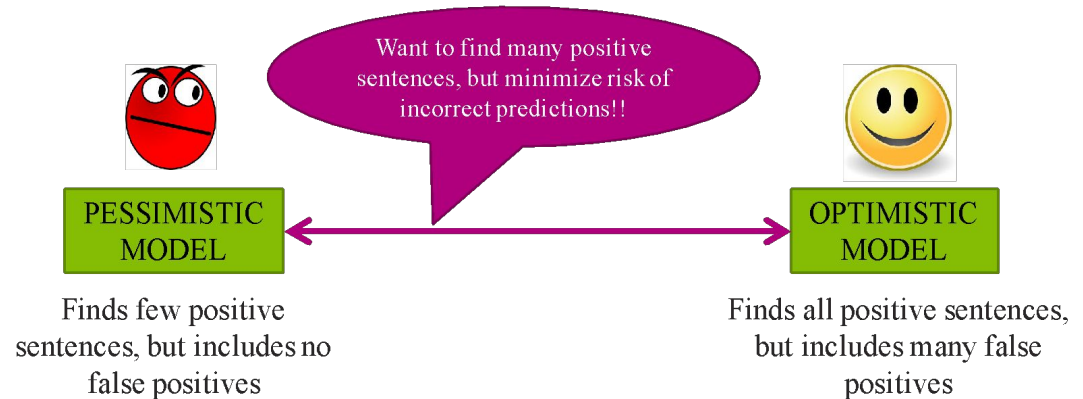 Want to find many positive
sentences, but minimize risk of
incorrect predictions!!
PESSIMISTIC
MODEL
OPTIMISTIC
MODEL
Finds few positive
sentences, but includes no
false positives
Finds all positive sentences,
but includes many false
positives